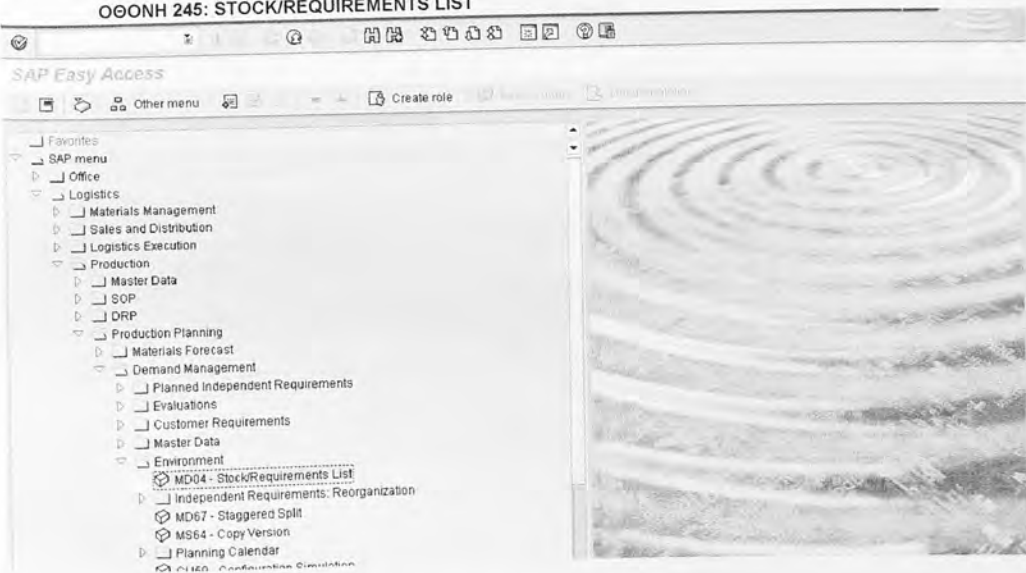 ΟΘΟΝΗ 245: STOCK/REQUIREMENTS LIST
SAP Easy Access
Other menu Create role
Favorites
SAP menu
Office
Logistics
Materials Management
Sales and Distribution
Logistics Execution
Production
Master Data
SOP
DRP
Production Planning
Materials Forecast
Demand Management
Planned Independent Requirements
Evaluations
Customer Requirements
Master Data
Environment
MD04 - Stock/Requirements List
Independent Requirements: Reorganization
MD67 - Staggered Split
MS64 - Copy Version
Planning Calendar
CU50 - Configuration Simulation